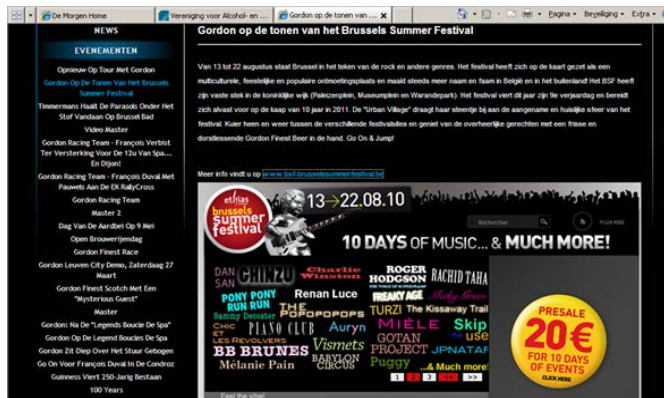 De Morgen Home
Vereniging voor Alcohol- en ...
Gordon op de tonen van ...
Pagina
Beveiliging
Extra
NEWS
EVENEMENTEN
Opnieuw Op Tour Met Gordon
Gordon Op De Tonen Van Het Brussels
Summer Festival
Timmermans Haalt De Parasols Onder Het
Stof Vandaan Op Brussel Bad
Video Master
Gordon Racing Team - François Verbist
Ter Versterking Voor De 12u Van Spa...
En Dijon!
Gordon Racing Team - François Duval Met
Pauwels Aan De EK RallyCross
Gordon Racing Team
Master 2
Dag Van De Aardbei Op 9 Mei
Open Brouwerijendag
Gordon Finest Race
Gordon Leuven City Demo, Zaterdag 27
Maart
Gordon Finest Scotch Met Een
"Mysterious Guest"
Master
Gordon: Na De "Legends Boucle De Spa"
Gordon Op De Legend Boucles De Spa
Gordon Zit Diep Over Het Stuur Gebogen
Go On Voor François Duval In De Condroz
Guinness Viert 250-Jarig Bestaan
100 Years
Gordon op de tonen van het Brussels Summer Festival
Van 13 tot 22 augustus staat Brussel in het teken van de rock en andere genres. Het festival heeft zich op de kaart gezet als een
multiculturele, feestelijke en populaire ontmoetingsplaats en maakt steeds meer naam en faam in België en in het buitenland! Het BSF heeft
zijn vaste stek in de koninklijke wijk (Paleizenplein, Museumplein en Warandepark). Het festival viert dit jaar zijn 9e verjaardag en bereidt
zich alvast voor op de kaap van 10 jaar in 2011. De "Urban Village" draagt haar steentje bij aan de aangename en huiselijke sfeer van het
festival. Kuier heen en weer tussen de verschillende festivalsites en geniet van de overheerlijke gerechten met een frisse en
dorstlessende Gordon Finest Beer in de hand. Go On & Jump!
Meer info vindt u op www.bsf-brusselssummerfestival.be
ethias
brussels
summer
festival
13→22.08.10
Rechercher
FLUX RSS
10 DAYS OF MUSIC... & MUCH MORE!
DAN SAN
CHINZU
Charlie Winston
ROGER HODGSON
RACHID TAHA
PONY PONY RUN RUN
Renan Luce
FREAKY AGE
Micky Green
Sammy Decoster
THE POPOPOPOPS
TURZI
The Kissaway Trail
CHIC ET LES REVOLVERS
PIANO CLUB
Auryn
MIÈLE
Skip the use
BB BRUNES
Vismets
GOTAN PROJECT
JPNATAF
Mélanie Pain
BABYLON CIRCUS
Puggy
...& Much more!
1 2 3 << >>
PRESALE
20€
FOR 10 DAYS
OF EVENTS
CLICK HERE
Feel the vibe!